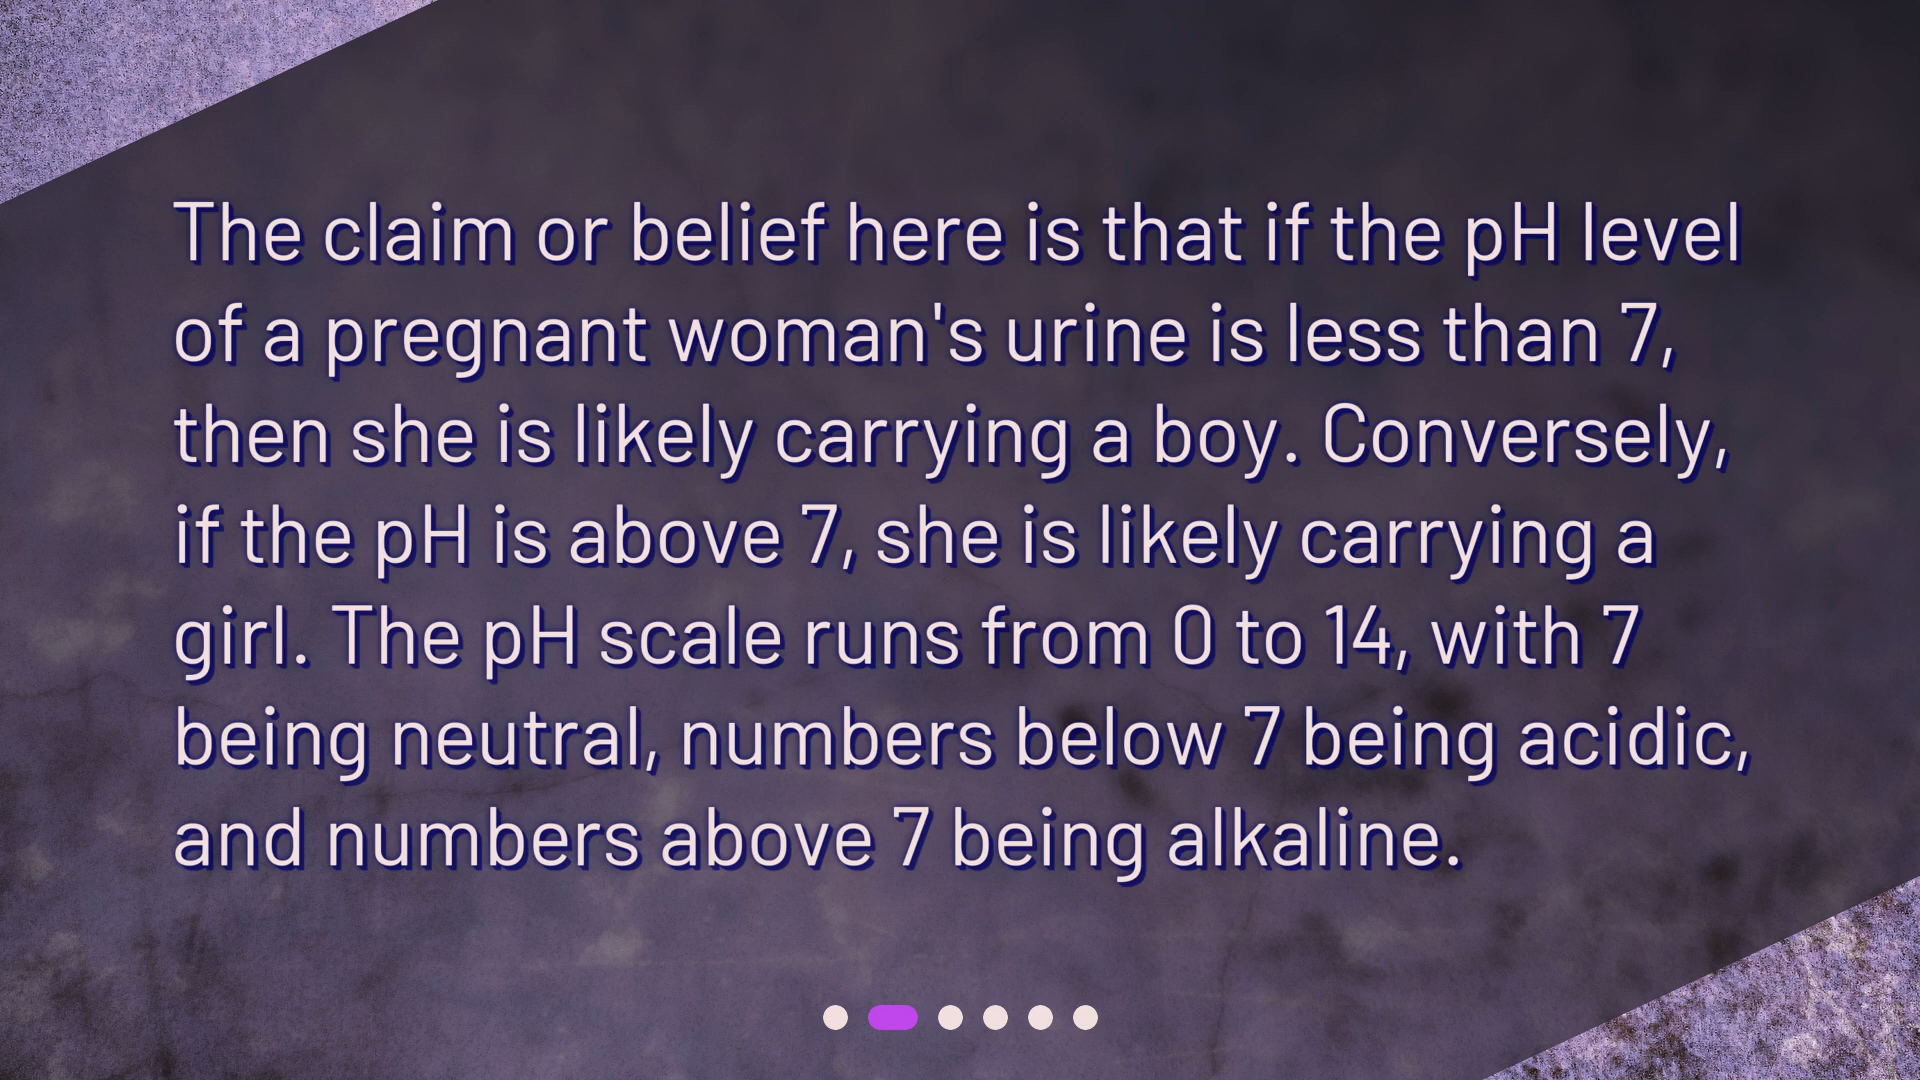 The claim or belief here is that if the pH level
of a pregnant woman's urine is less than 7,
then she is likely carrying a boy. Conversely,
if the pH is above 7, she is likely carrying a
girl. The pH scale runs from 0 to 14, with 7
being neutral, numbers below 7 being acidic,
and numbers above 7 being alkaline.